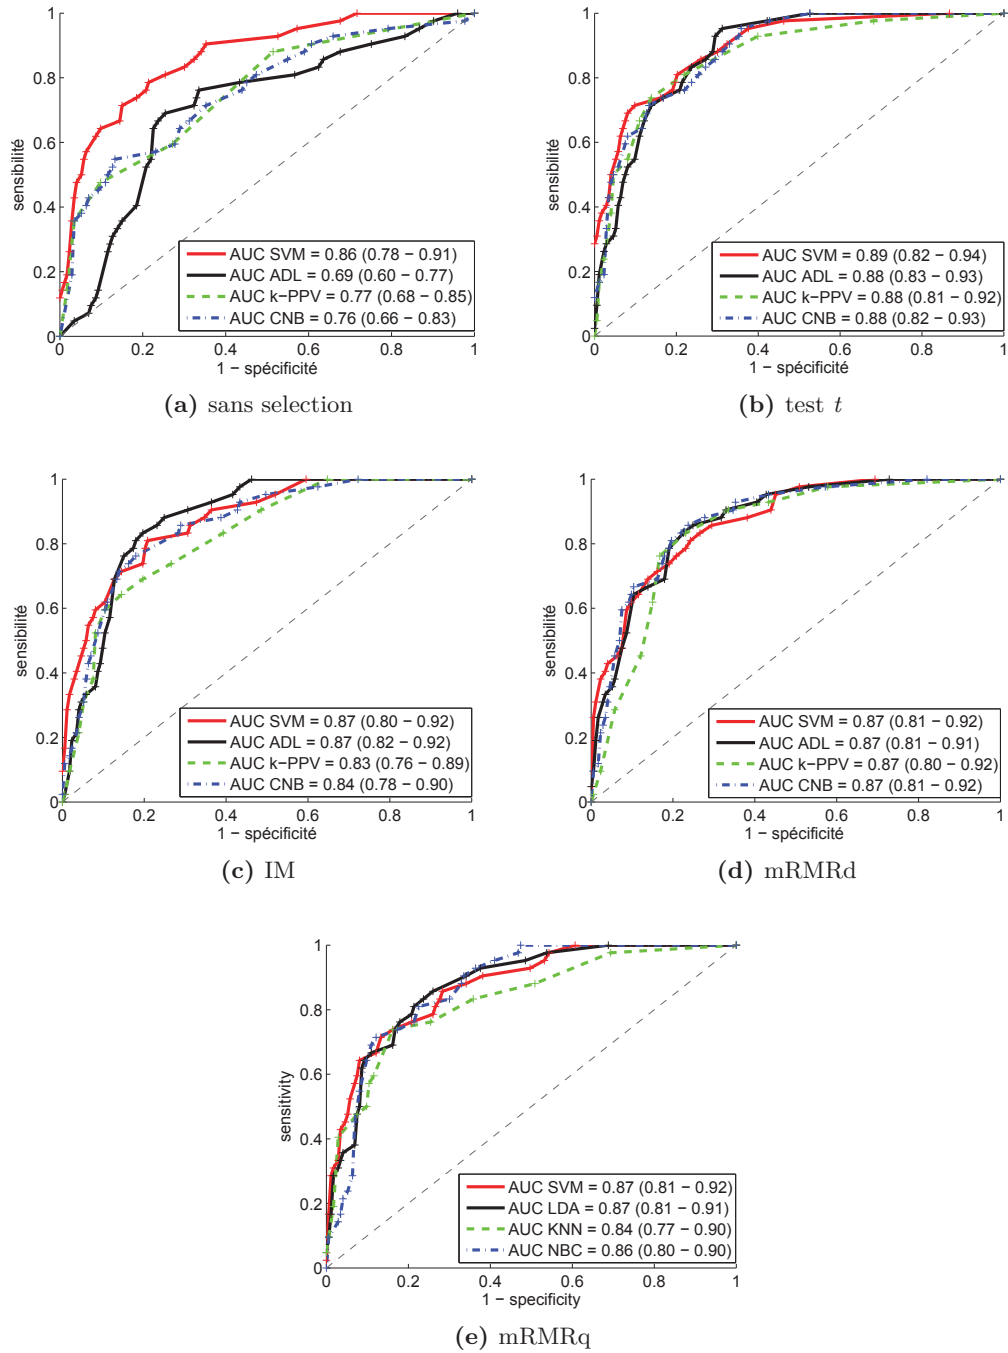 1
0.8
0.6
0.4
0.2
0
sensibilité
0 0.2 0.4 0.6 0.8 1
1 − spécificité
AUC SVM = 0.86 (0.78 − 0.91)
AUC ADL = 0.69 (0.60 − 0.77)
AUC k−PPV = 0.77 (0.68 − 0.85)
AUC CNB = 0.76 (0.66 − 0.83)
(a) sans selection
1
0.8
0.6
0.4
0.2
0
sensibilité
0 0.2 0.4 0.6 0.8 1
1 − spécificité
AUC SVM = 0.89 (0.82 − 0.94)
AUC ADL = 0.88 (0.83 − 0.93)
AUC k−PPV = 0.88 (0.81 − 0.92)
AUC CNB = 0.88 (0.82 − 0.93)
(b) test t
1
0.8
0.6
0.4
0.2
0
sensibilité
0 0.2 0.4 0.6 0.8 1
1 − spécificité
AUC SVM = 0.87 (0.80 − 0.92)
AUC ADL = 0.87 (0.82 − 0.92)
AUC k−PPV = 0.83 (0.76 − 0.89)
AUC CNB = 0.84 (0.78 − 0.90)
(c) IM
1
0.8
0.6
0.4
0.2
0
sensibilité
0 0.2 0.4 0.6 0.8 1
1 − spécificité
AUC SVM = 0.87 (0.81 − 0.92)
AUC ADL = 0.87 (0.81 − 0.91)
AUC k−PPV = 0.87 (0.80 − 0.92)
AUC CNB = 0.87 (0.81 − 0.92)
(d) mRMRd
1
0.8
0.6
0.4
0.2
0
sensitivity
0 0.2 0.4 0.6 0.8 1
1 − specificity
AUC SVM = 0.87 (0.81 − 0.92)
AUC LDA = 0.87 (0.81 − 0.91)
AUC KNN = 0.84 (0.77 − 0.90)
AUC NBC = 0.86 (0.80 − 0.90)
(e) mRMRq